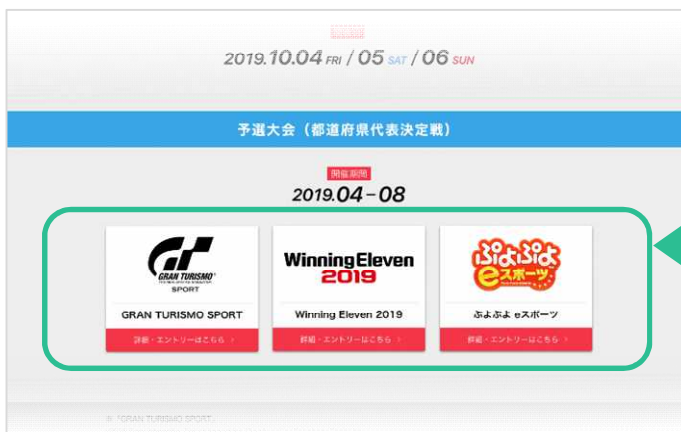 2019.10.04 FRI / 05 SAT / 06 SUN
予選大会（都道府県代表決定戦）
開催期間
2019.04-08
GT
GRAN TURISMO
SPORT
GRAN TURISMO SPORT
詳細・エントリーはこちら >
Winning Eleven
2019
Winning Eleven 2019
詳細・エントリーはこちら >
ぷよぷよ
eスポーツ
ぷよぷよ eスポーツ
詳細・エントリーはこちら >
※『GRAN TURISMO SPORT』